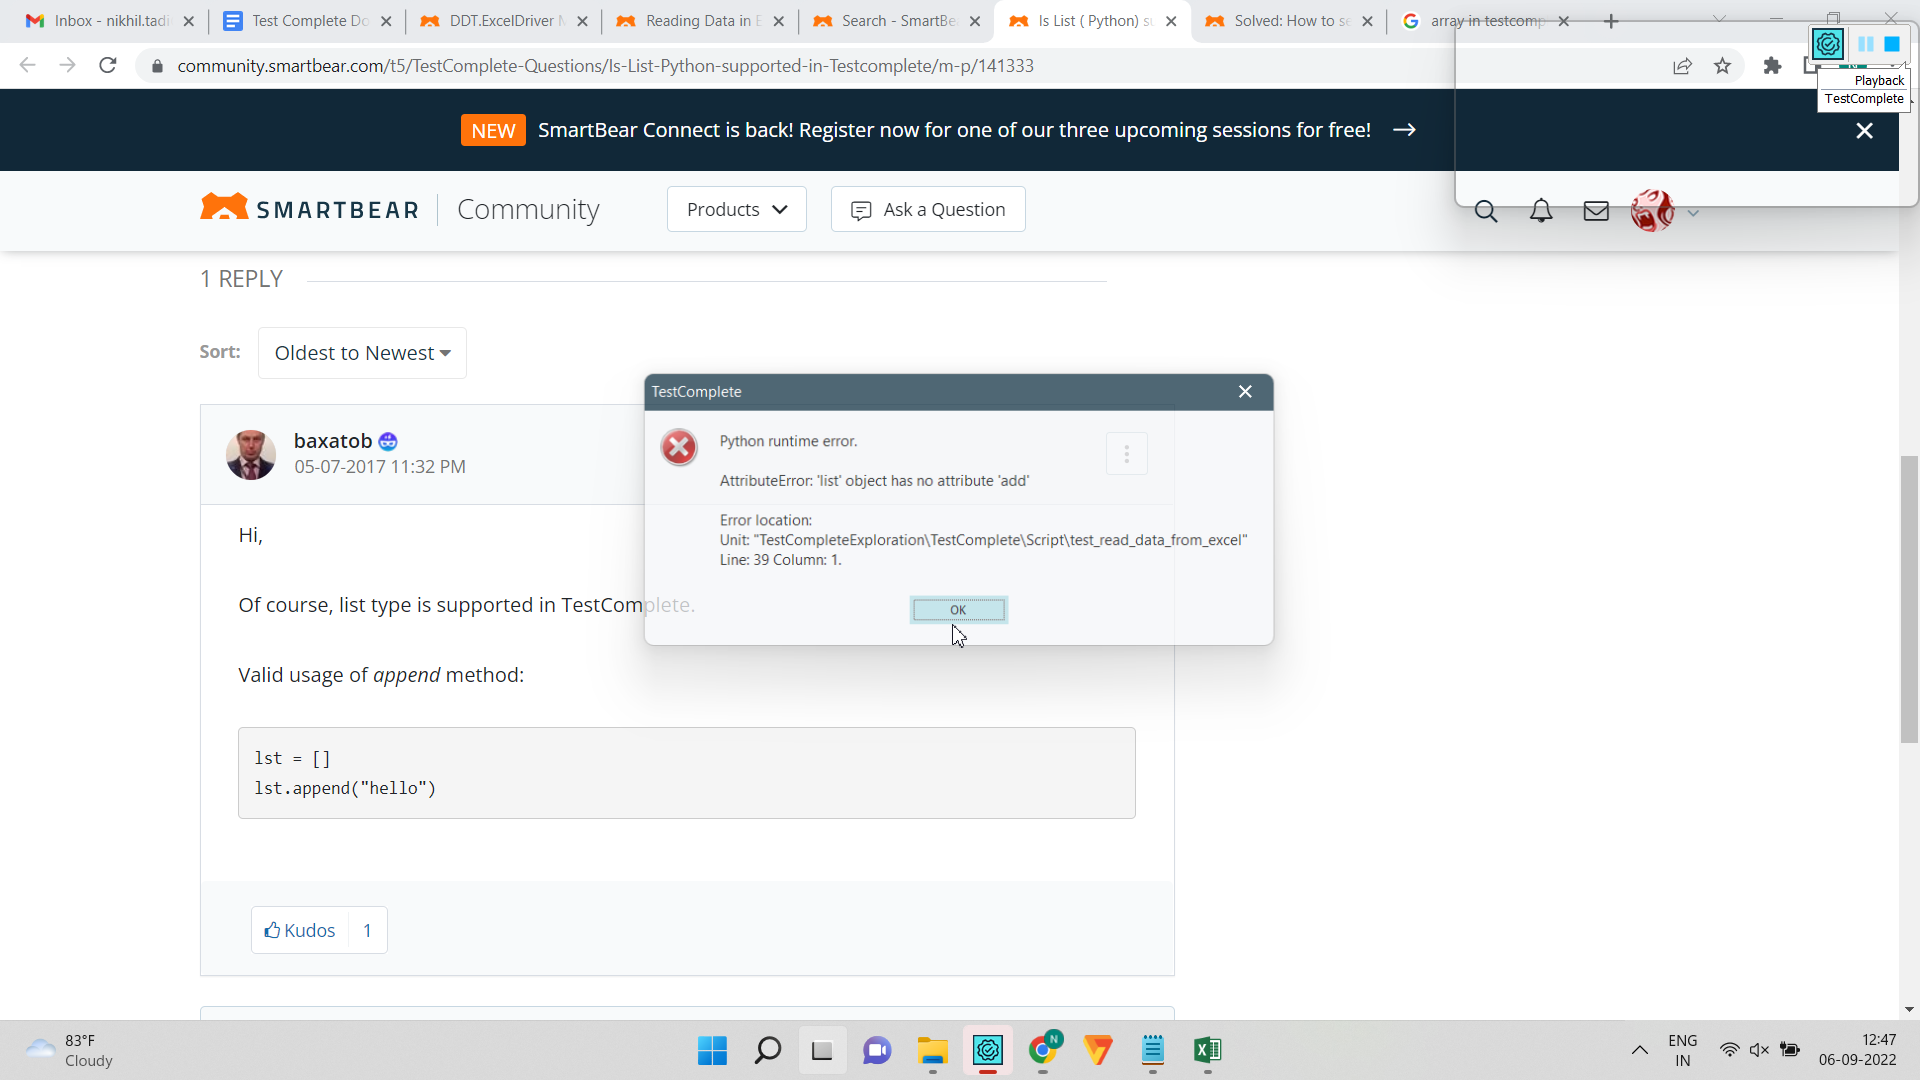 Inbox - nikhil.tadi
Test Complete Do
DDT.ExcelDriver M
Reading Data in E
Search - SmartBe
Is List ( Python) su
Solved: How to se
array in testcomp
community.smartbear.com/t5/TestComplete-Questions/Is-List-Python-supported-in-Testcomplete/m-p/141333
Playback
TestComplete
NEW SmartBear Connect is back! Register now for one of our three upcoming sessions for free! →
SMARTBEAR Community
Products
Ask a Question
1 REPLY
Sort: Oldest to Newest
TestComplete
Python runtime error.
AttributeError: 'list' object has no attribute 'add'
Error location:
Unit: "TestCompleteExploration\TestComplete\Script\test_read_data_from_excel"
Line: 39 Column: 1.
OK
baxatob
05-07-2017 11:32 PM
Hi,
Of course, list type is supported in TestComplete.
Valid usage of append method:
lst = []
lst.append("hello")
Kudos 1
83°F
Cloudy
N
ENG
IN
12:47
06-09-2022